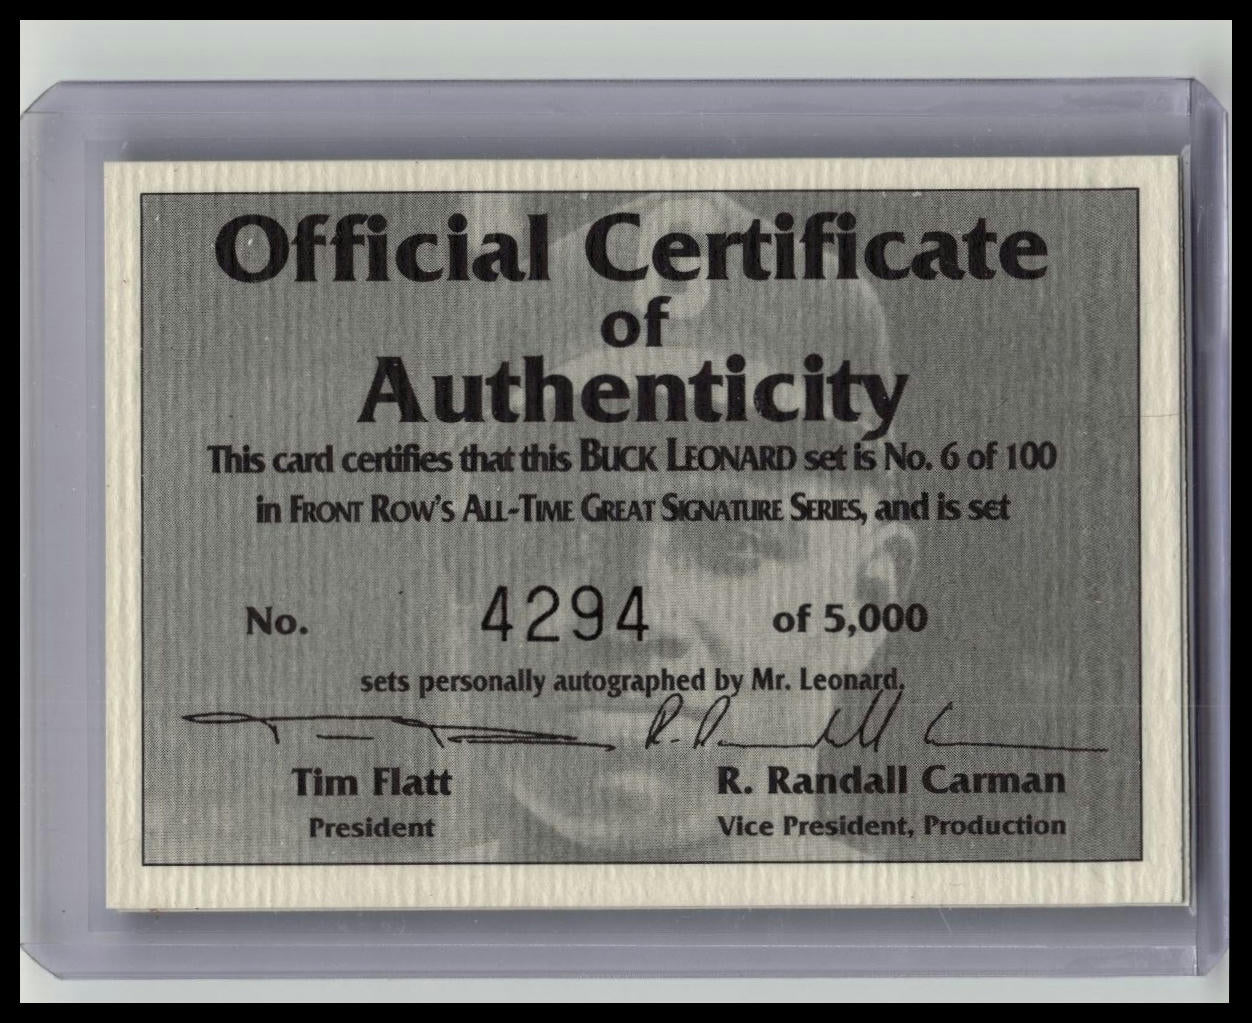 Official Certificate
of
Authenticity
This card certifies that this BUCK LEONARD set is No. 6 of 100
in FRONT ROW'S ALL-TIME GREAT SIGNATURE SERIES, and is set
No. 4294 of 5,000
sets personally autographed by Mr. Leonard.
Tim Flatt R. Randall Carman
President Vice President, Production